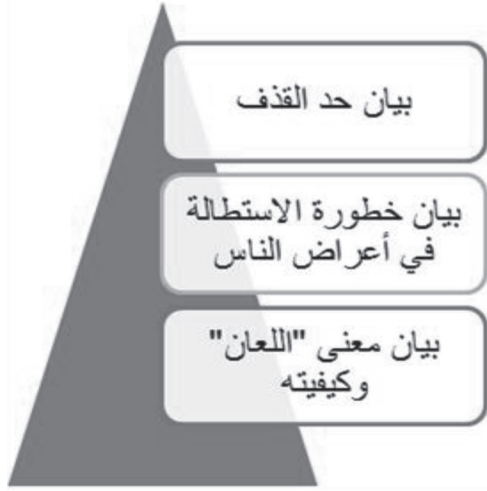 بيان حد القذف
بيان خطورة الاستطالة
في أعراض الناس
بيان معنى "اللعان"
وكيفيته